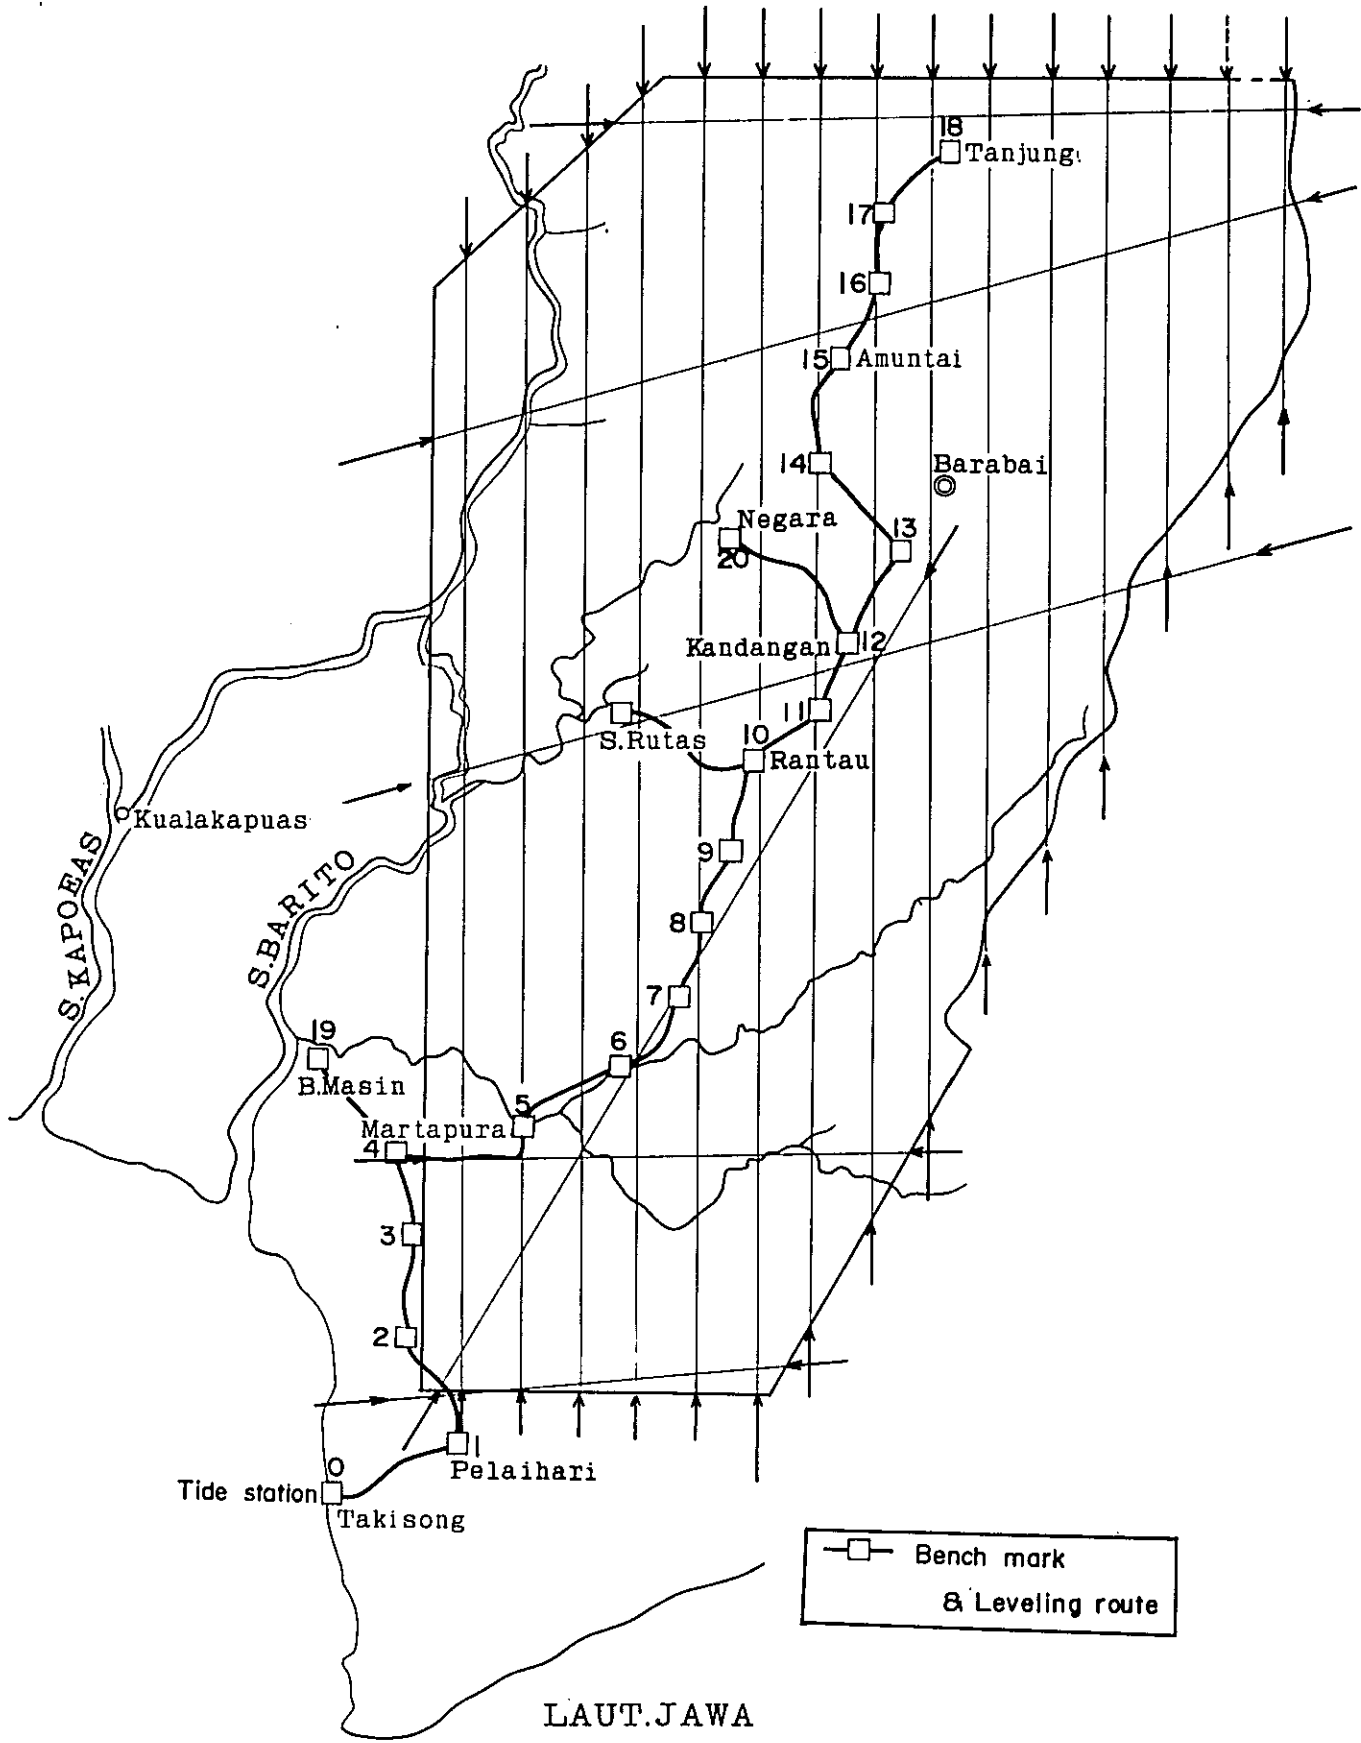 18
Tanjung
17
16
15 Amuntai
14
Barabai
Negara
20
13
Kandangan 12
11
S.Rutas
10
Rantau
Kualakapuas
9
S.KAPOEAS
S.BARITO
8
7
19
6
B.Masin
5
Martapura
4
3
2
1
Pelaihari
0
Tide station
Takisong
Bench mark
& Leveling route
LAUT.JAWA